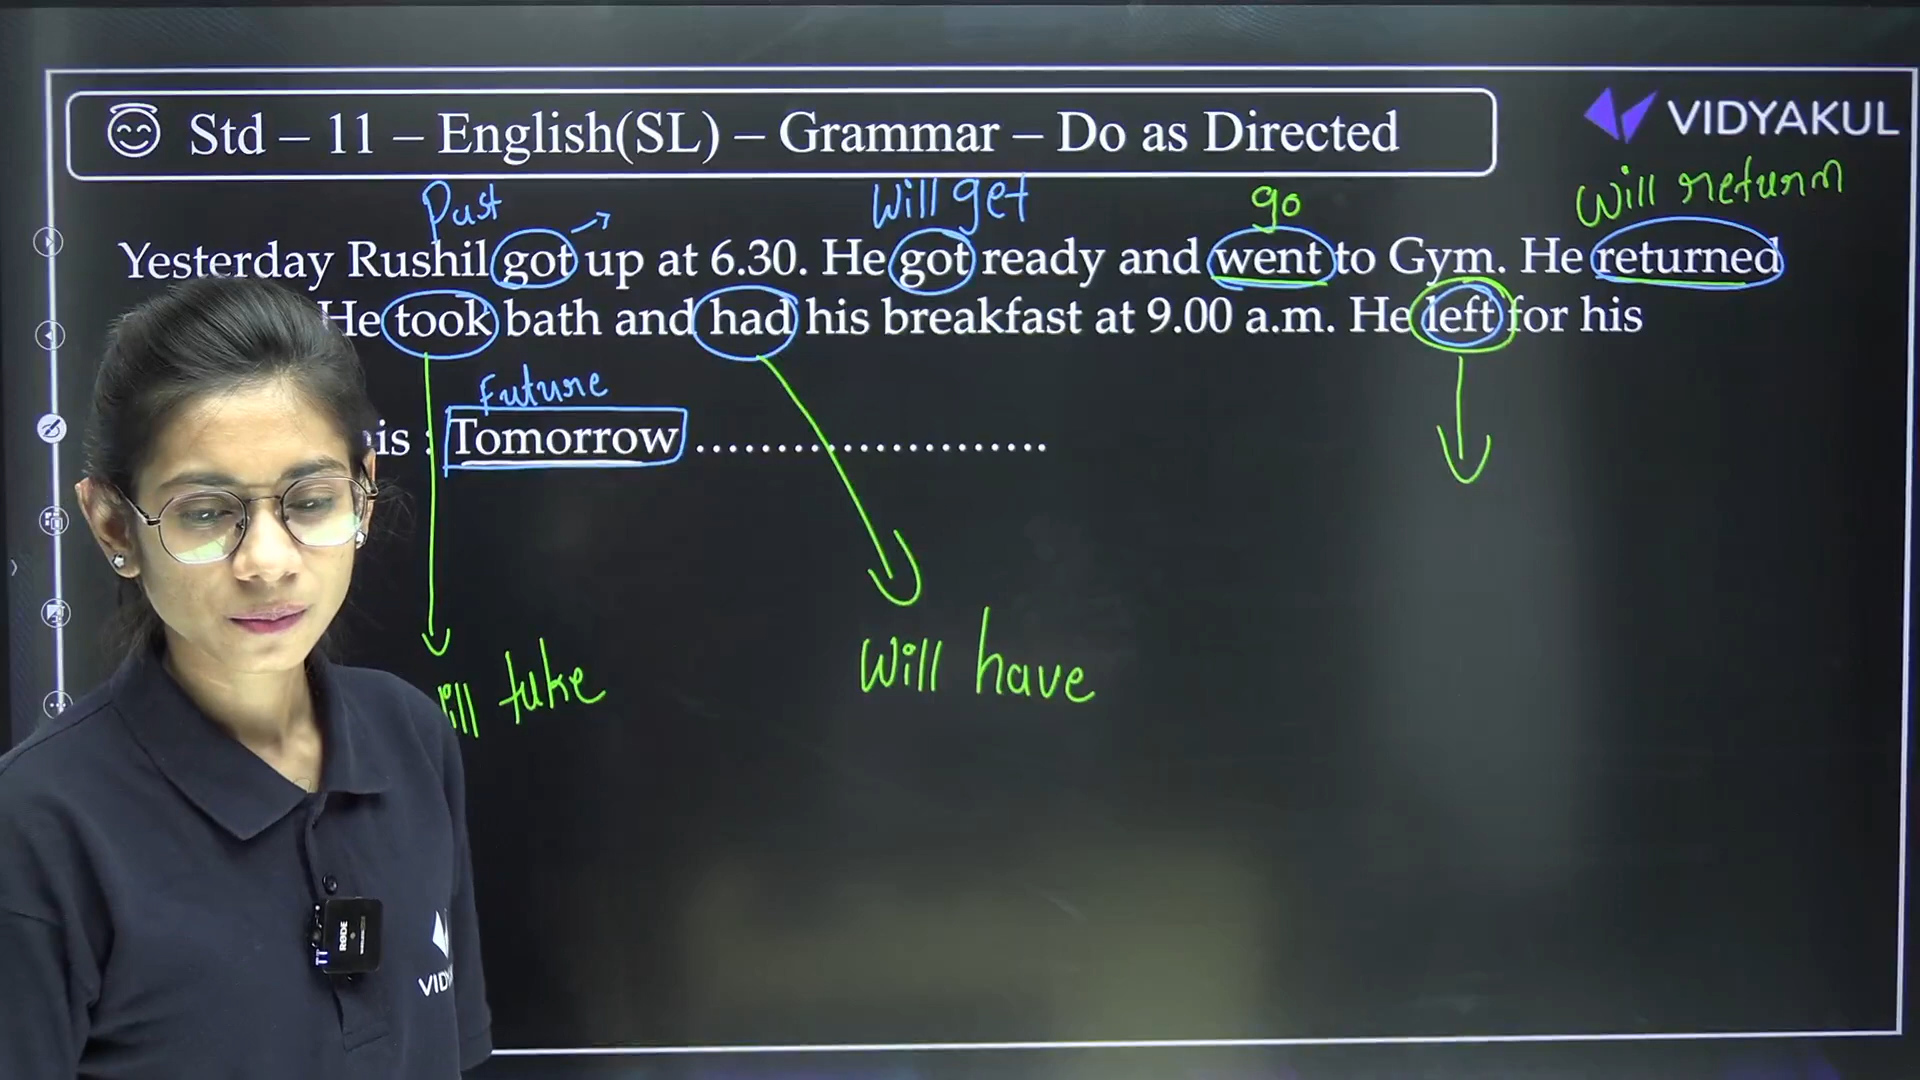 Std – 11 – English(SL) – Grammar – Do as Directed
VIDYAKUL
Past will get go will return
Yesterday Rushil got up at 6.30. He got ready and went to Gym. He returned
He took bath and had his breakfast at 9.00 a.m. He left for his
Future
: Tomorrow ......................
take will have
RØDE